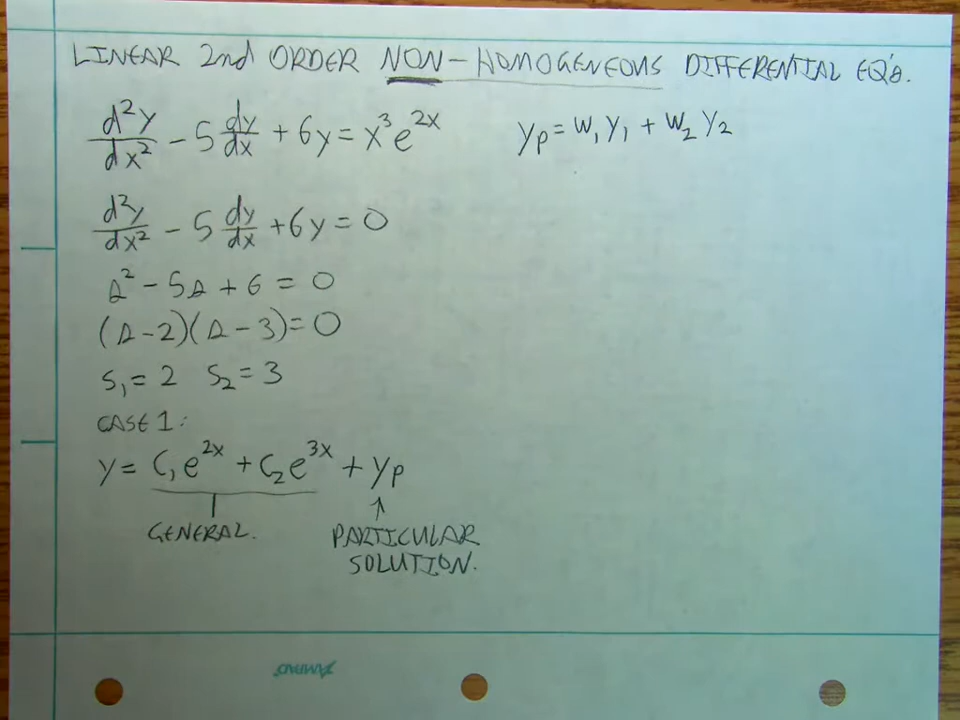 LINEAR 2nd ORDER NON-HOMOGENEOUS DIFFERENTIAL EQ's.
d²y/dx² - 5 dy/dx + 6y = x³e^2x
yp = w₁y₁ + w₂y₂
d²y/dx² - 5 dy/dx + 6y = 0
s² - 5s + 6 = 0
(s - 2)(s - 3) = 0
s₁ = 2 s₂ = 3
CASE 1:
y = C₁e^2x + C₂e^3x + yp
GENERAL. PARTICULAR
SOLUTION.